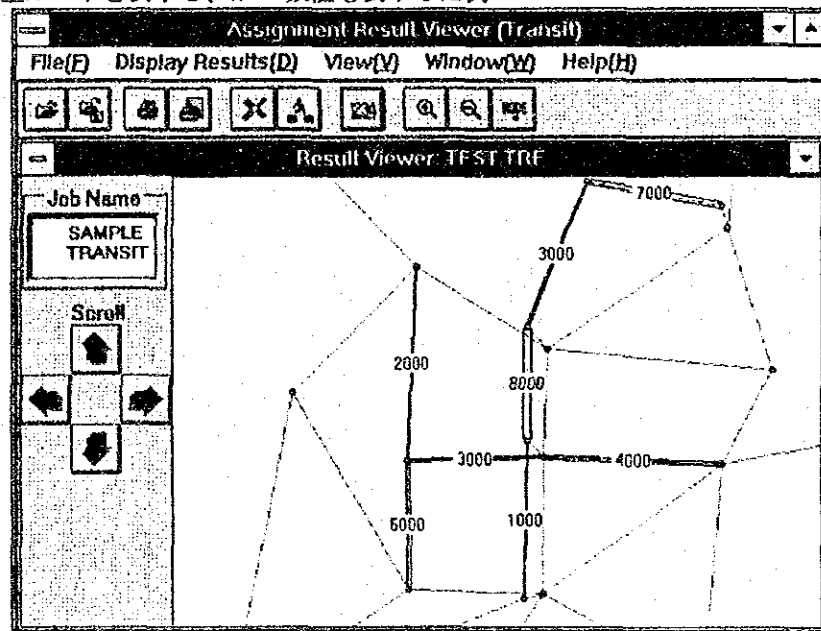 Assignment Result Viewer (Transit)
File(F) Display Results(D) View(V) Window(W) Help(H)
Result Viewer: TEST.TRE
Job Name
SAMPLE
TRANSIT
Scroll
7000
3000
2000
8000
3000
4000
5000
1000